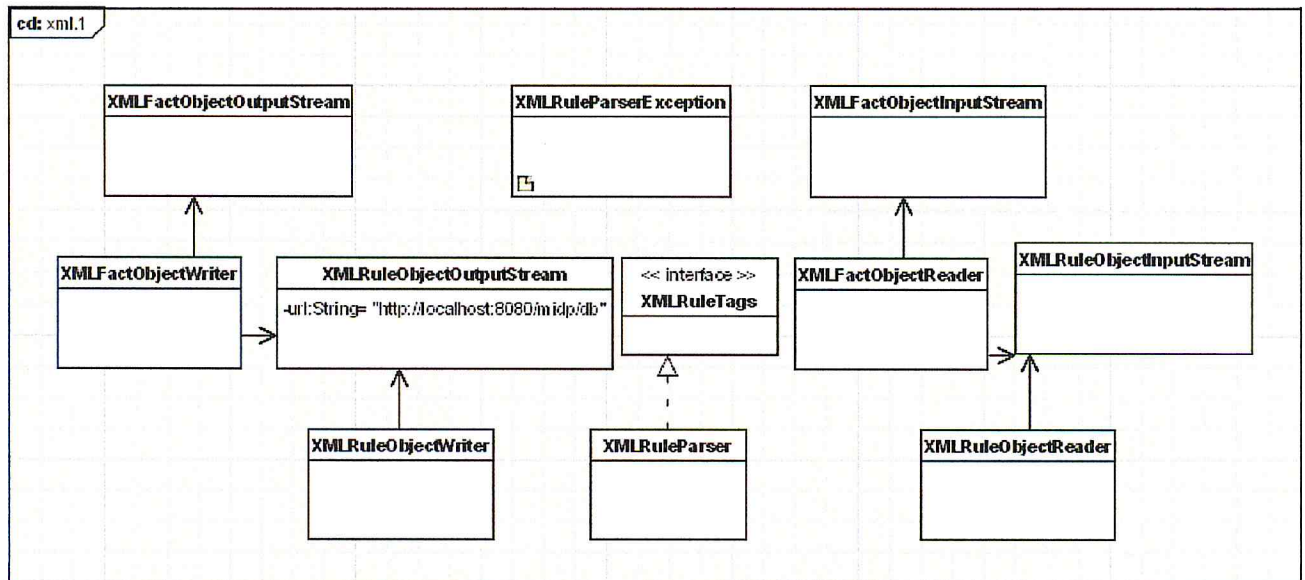 cd: xml.1
XMLFactObjectOutputStream
XMLRuleParserException
XMLFactObjectInputStream
XMLFactObjectWriter
XMLRuleObjectOutputStream
-url:String= "http://localhost:8080/midp/db"
<< interface >>
XMLRuleTags
XMLFactObjectReader
XMLRuleObjectInputStream
XMLRuleObjectWriter
XMLRuleParser
XMLRuleObjectReader